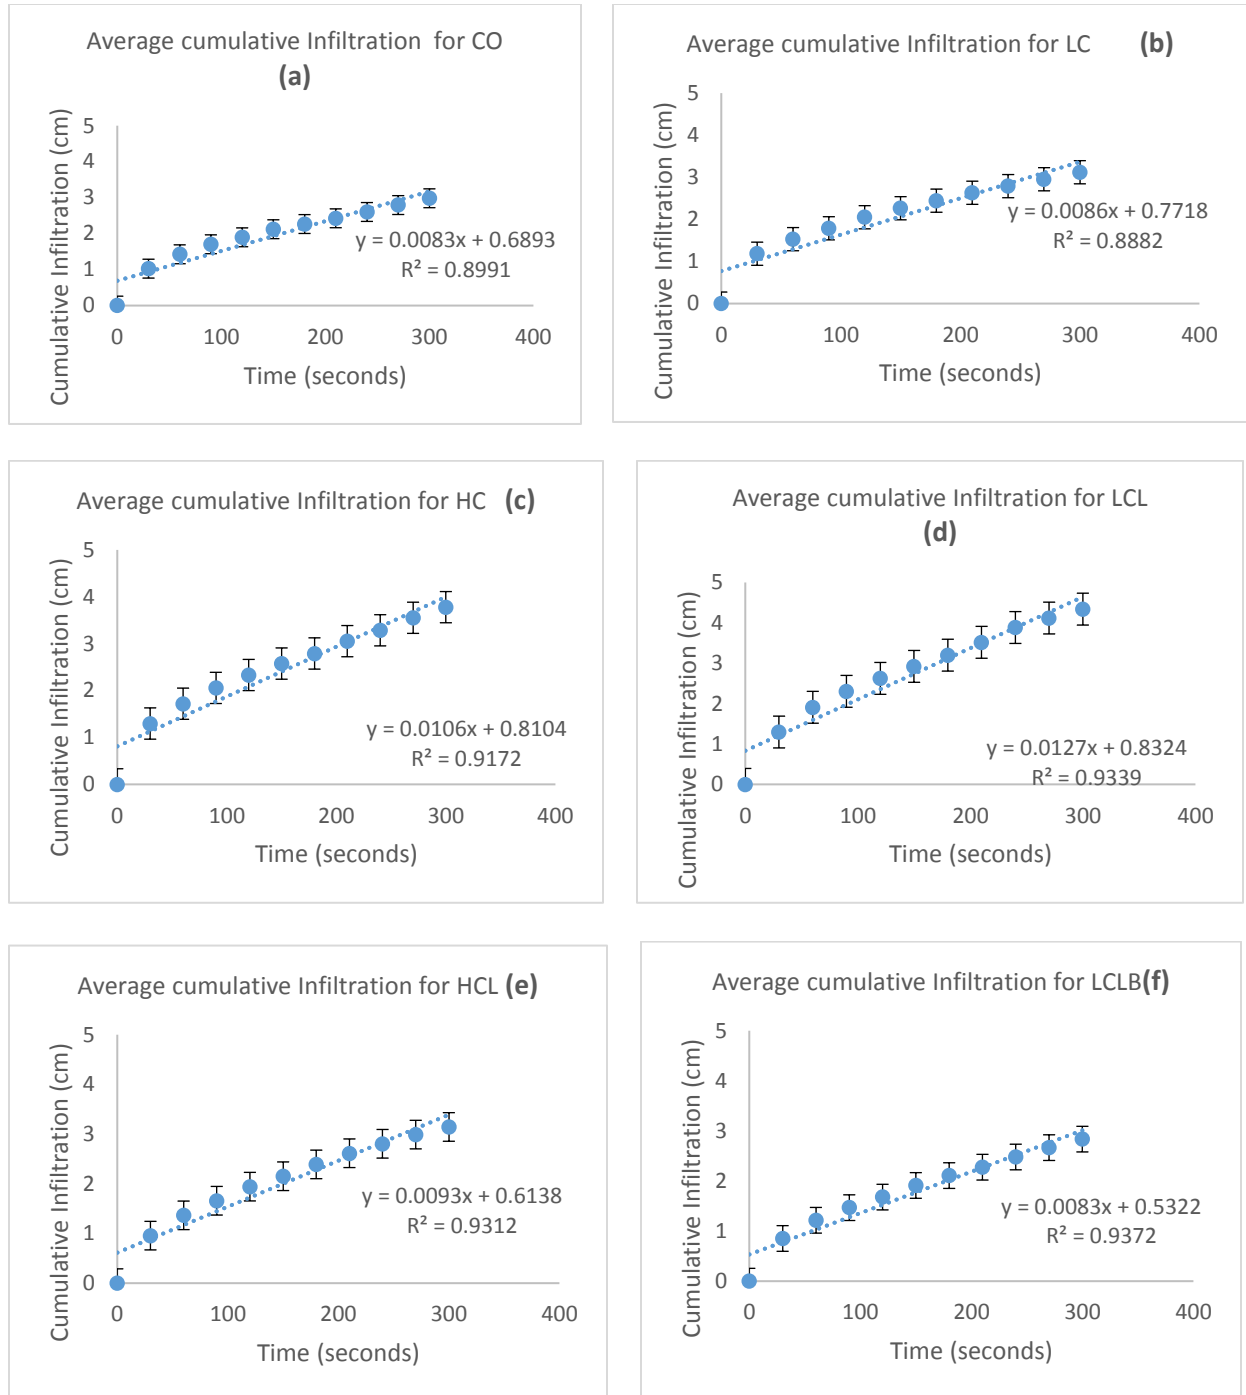 Average cumulative Infiltration for CO
(a)
Cumulative Infiltration (cm)
5
4
3
2
1
0
y = 0.0083x + 0.6893
R² = 0.8991
0 100 200 300 400
Time (seconds)
Average cumulative Infiltration for LC (b)
Cumulative Infiltration (cm)
5
4
3
2
1
0
y = 0.0086x + 0.7718
R² = 0.8882
0 100 200 300 400
Time (seconds)
Average cumulative Infiltration for HC (c)
Cumulative Infiltration (cm)
5
4
3
2
1
0
y = 0.0106x + 0.8104
R² = 0.9172
0 100 200 300 400
Time (seconds)
Average cumulative Infiltration for LCL
(d)
Cumulative Infiltration (cm)
5
4
3
2
1
0
y = 0.0127x + 0.8324
R² = 0.9339
0 100 200 300 400
Time (seconds)
Average cumulative Infiltration for HCL (e)
Cumulative Infiltration (cm)
5
4
3
2
1
0
y = 0.0093x + 0.6138
R² = 0.9312
0 100 200 300 400
Time (seconds)
Average cumulative Infiltration for LCLB(f)
Cumulative Infiltration (cm)
5
4
3
2
1
0
y = 0.0083x + 0.5322
R² = 0.9372
0 100 200 300 400
Time (seconds)